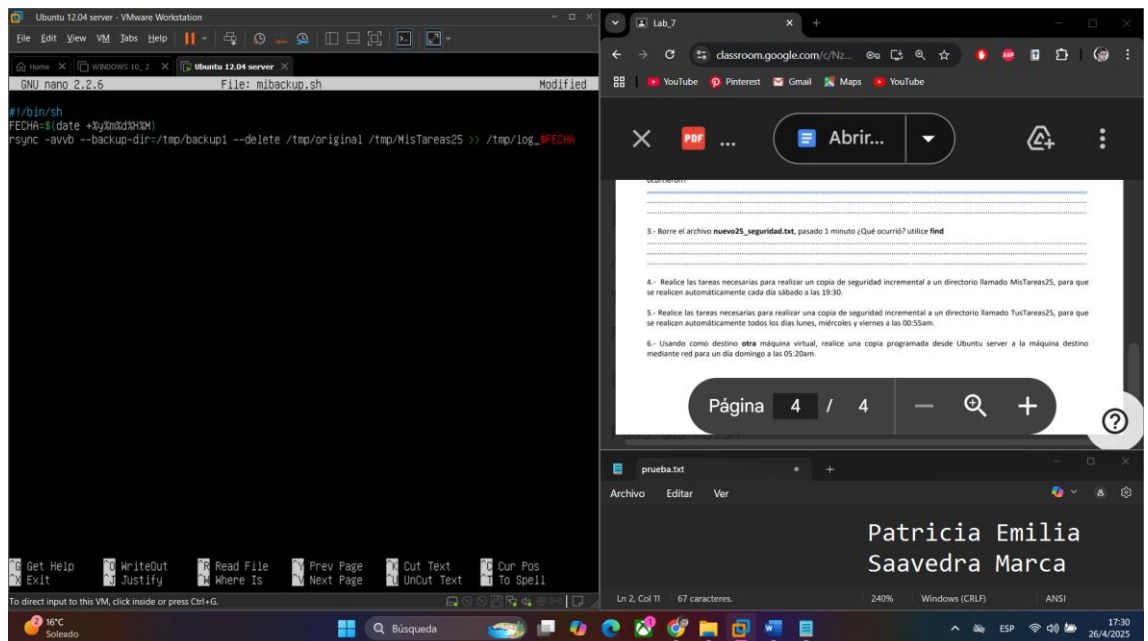 Ubuntu 12.04 server - VMware Workstation
File Edit View VM Tabs Help
Home WINDOWS 10_ 2 Ubuntu 12.04 server
GNU nano 2.2.6 File: mibackup.sh Modified
#!/bin/sh
FECHA=$(date +%y%m%d%H%M)
rsync -avvb --backup-dir=/tmp/backup1 --delete /tmp/original /tmp/MisTareas25 >> /tmp/log_$FECHA
^G Get Help ^O WriteOut ^R Read File ^Y Prev Page ^K Cut Text ^C Cur Pos
^X Exit ^J Justify ^W Where Is ^V Next Page ^U UnCut Text ^T To Spell
To direct input to this VM, click inside or press Ctrl+G.
Lab_7
classroom.google.com/c/Nz...
YouTube Pinterest Gmail Maps YouTube
PDF ... Abrir...
ocurrieron?
3.- Borre el archivo nuevo25_seguridad.txt, pasado 1 minuto ¿Qué ocurrió? utilice find
4.- Realice las tareas necesarias para realizar un copia de seguridad incremental a un directorio llamado MisTareas25, para que
se realicen automáticamente cada día sábado a las 19:30.
5.- Realice las tareas necesarias para realizar una copia de seguridad incremental a un directorio llamado TusTareas25, para que
se realicen automáticamente todos los días lunes, miércoles y viernes a las 00:55am.
6.- Usando como destino otra máquina virtual, realice una copia programada desde Ubuntu server a la máquina destino
mediante red para un día domingo a las 05:20am.
Página 4 / 4
prueba.txt
Archivo Editar Ver
Patricia Emilia
Saavedra Marca
Ln 2, Col 11 67 caracteres. 240% Windows (CRLF) ANSI
2 16°C
Soleado
Búsqueda
ESP
17:30
26/4/2025